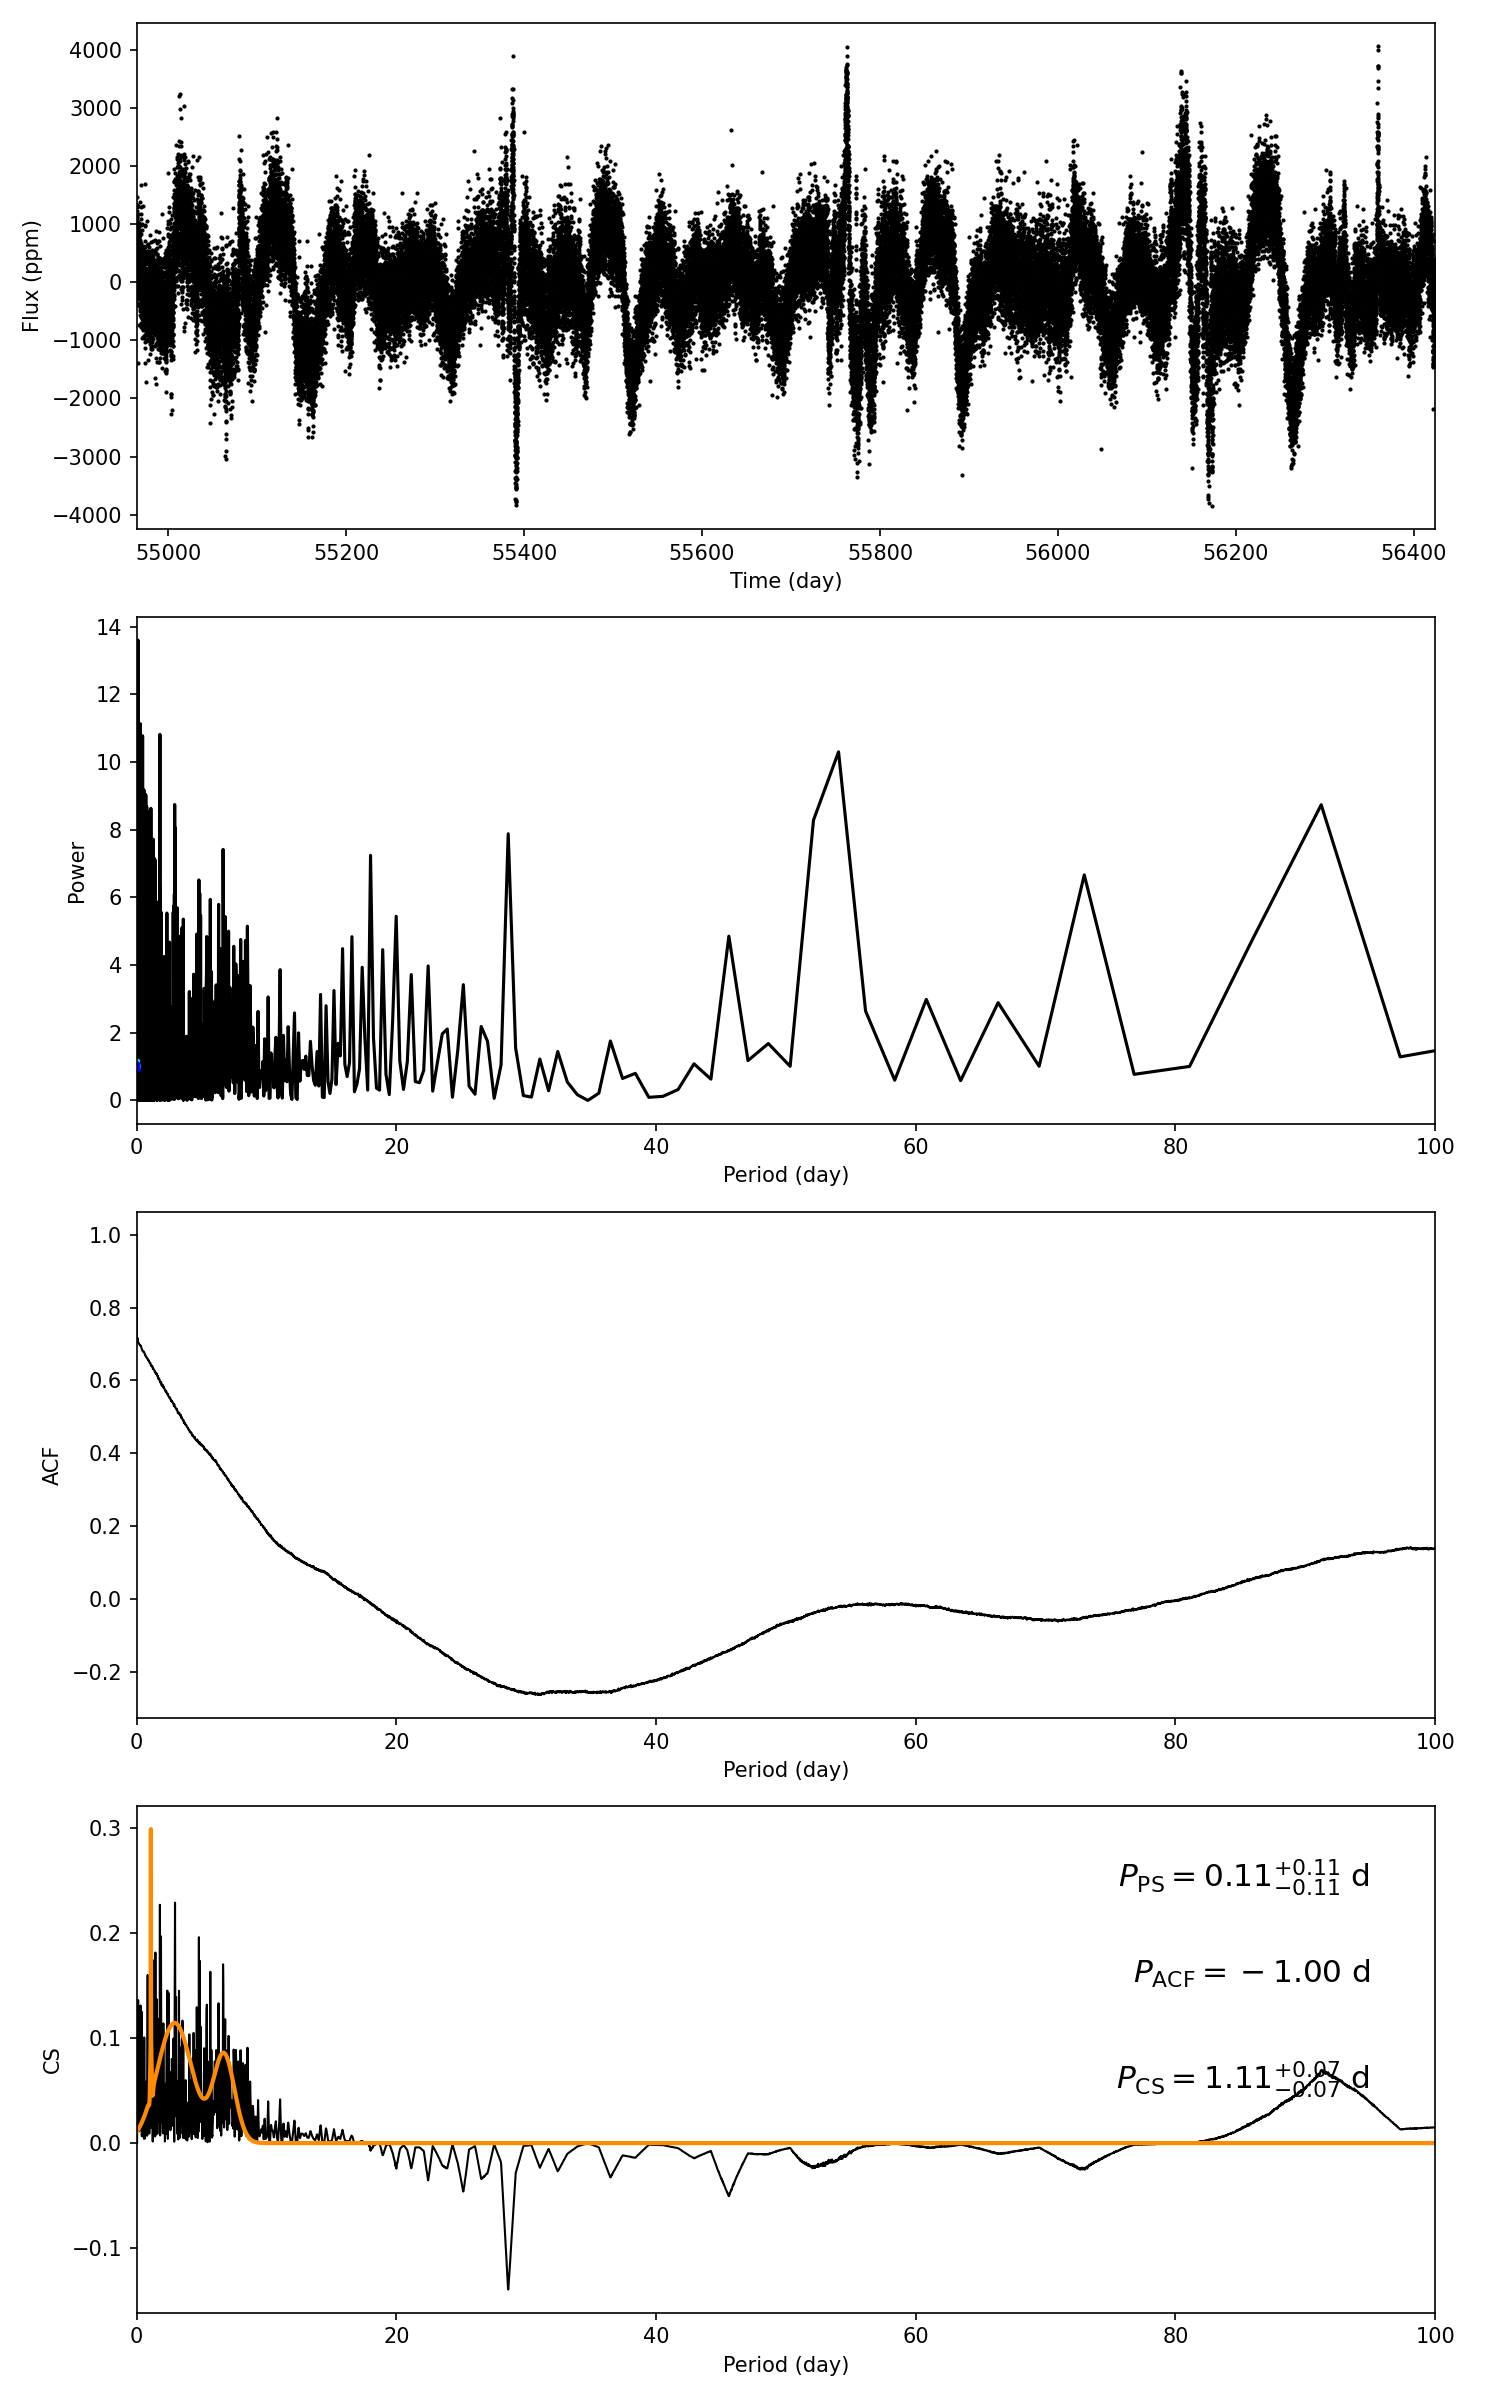 4000
3000
2000
1000
0
−1000
−2000
−3000
−4000
Flux (ppm)
55000 55200 55400 55600 55800 56000 56200 56400
Time (day)
14
12
10
8
6
4
2
0
Power
0 20 40 60 80 100
Period (day)
1.0
0.8
0.6
0.4
0.2
0.0
−0.2
ACF
0 20 40 60 80 100
Period (day)
0.3
0.2
0.1
0.0
−0.1
CS
P_PS = 0.11 +0.11 −0.11 d
P_ACF = −1.00 d
P_CS = 1.11 +0.07 −0.07 d
0 20 40 60 80 100
Period (day)